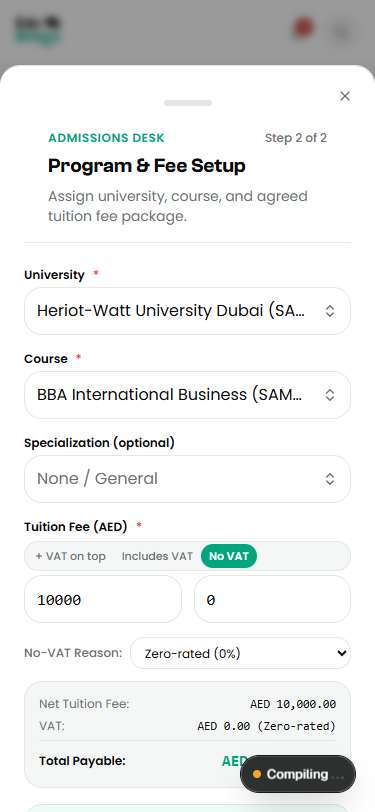 ADMISSIONS DESK
Step 2 of 2
Program & Fee Setup
Assign university, course, and agreed
tuition fee package.
University *
Heriot-Watt University Dubai (SA...
Course *
BBA International Business (SAM...
Specialization (optional)
None / General
Tuition Fee (AED) *
+ VAT on top Includes VAT No VAT
10000 0
No-VAT Reason: Zero-rated (0%)
Net Tuition Fee: AED 10,000.00
VAT: AED 0.00 (Zero-rated)
Total Payable: AED
Compiling...